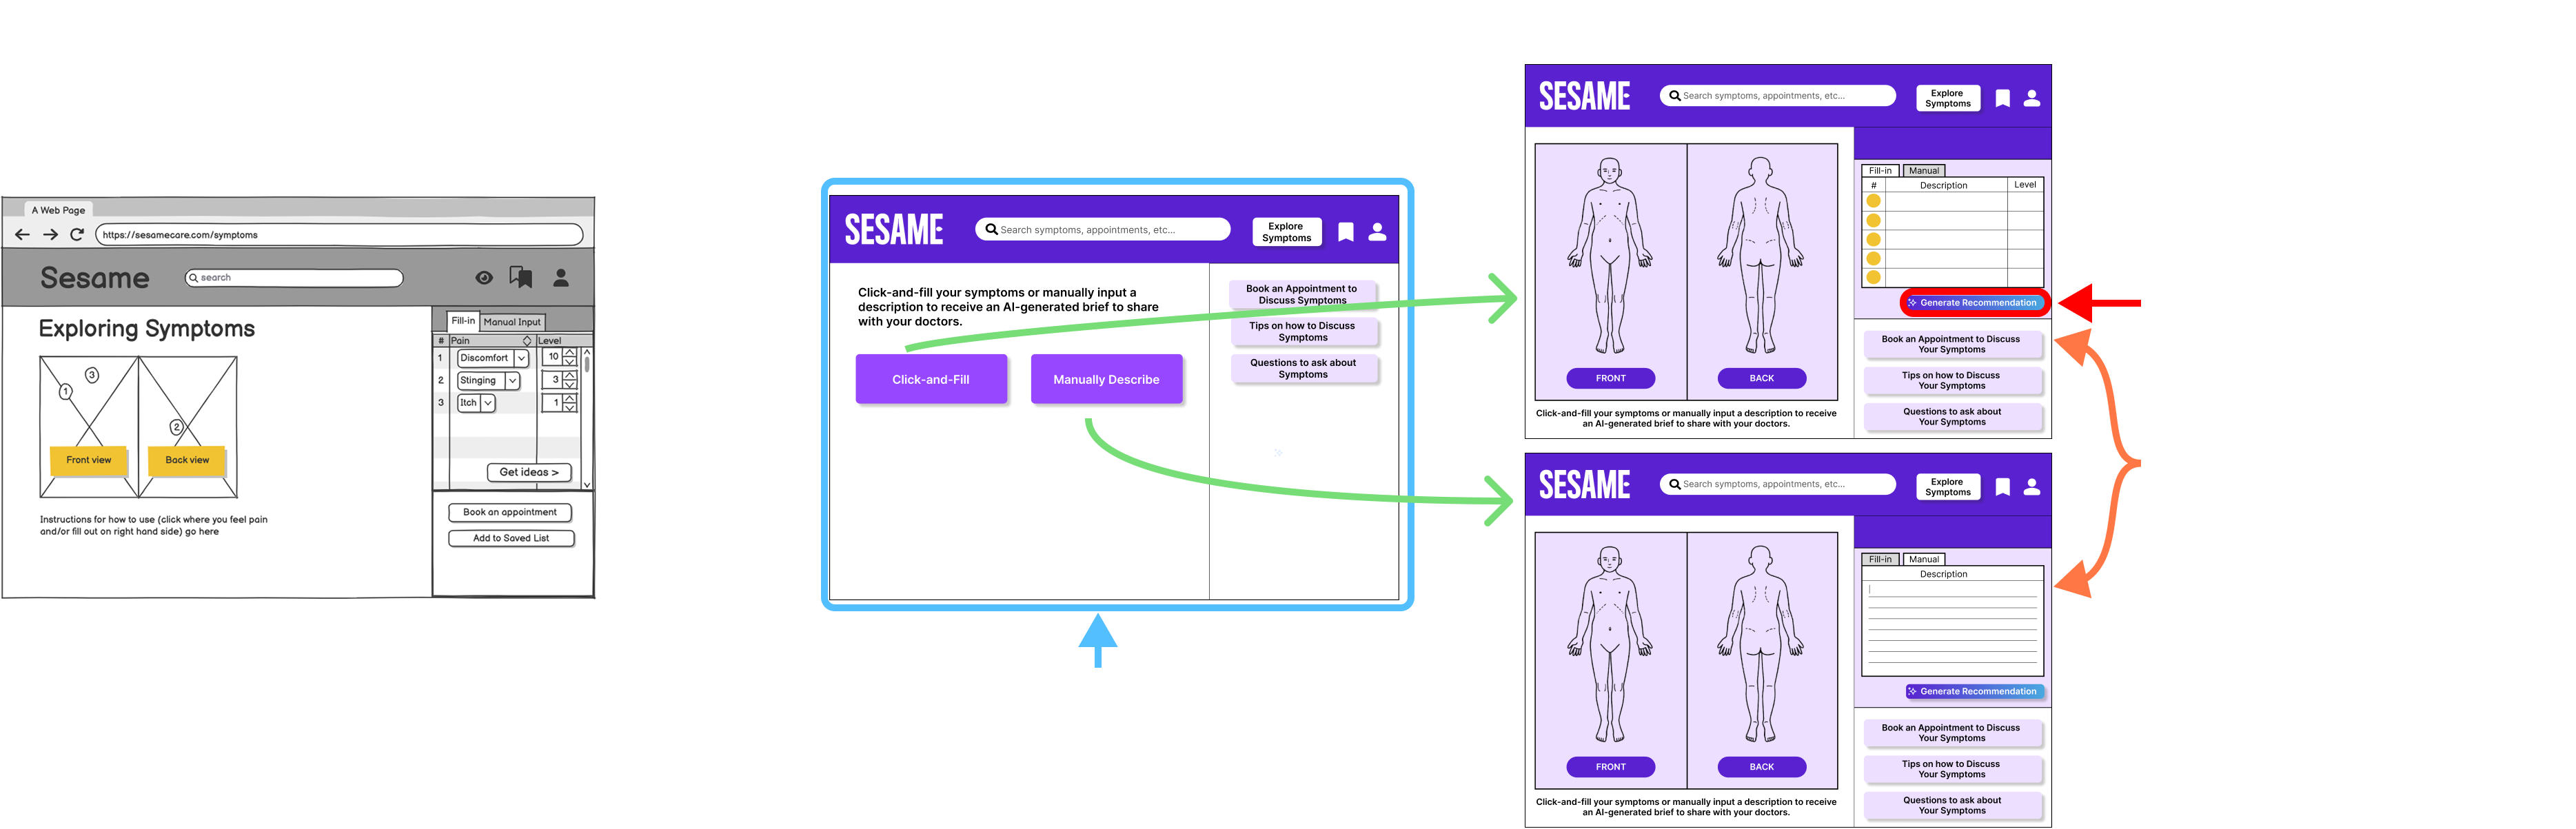 A Web Page
https://sesamecare.com/symptoms
Sesame
search
Exploring Symptoms
1
3
2
Front view
Back view
Instructions for how to use (click where you feel pain
and/or fill out on right hand side) go here
Fill-in
Manual Input
#
Pain
Level
1
Discomfort
10
2
Stinging
3
3
Itch
1
Get ideas >
Book an appointment
Add to Saved List
SESAME
Search symptoms, appointments, etc...
Explore
Symptoms
Click-and-fill your symptoms or manually input a
description to receive an AI-generated brief to share
with your doctors.
Click-and-Fill
Manually Describe
Book an Appointment to
Discuss Symptoms
Tips on how to Discuss
Symptoms
Questions to ask about
Symptoms
SESAME
Search symptoms, appointments, etc...
Explore
Symptoms
FRONT
BACK
Click-and-fill your symptoms or manually input a description to receive
an AI-generated brief to share with your doctors.
Fill-in
Manual
#
Description
Level
Generate Recommendation
Book an Appointment to Discuss
Your Symptoms
Tips on how to Discuss
Your Symptoms
Questions to ask about
Your Symptoms
SESAME
Search symptoms, appointments, etc...
Explore
Symptoms
FRONT
BACK
Click-and-fill your symptoms or manually input a description to receive
an AI-generated brief to share with your doctors.
Fill-in
Manual
Description
Generate Recommendation
Book an Appointment to Discuss
Your Symptoms
Tips on how to Discuss
Your Symptoms
Questions to ask about
Your Symptoms